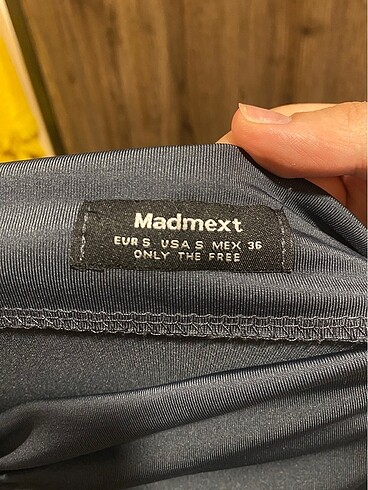 Madmext
EUR S USA S MEX 36
ONLY THE FREE